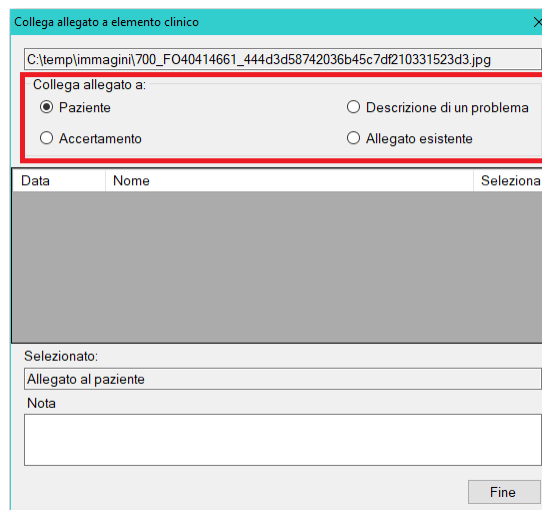 Collega allegato a elemento clinico
C:\temp\immagini\700_FO40414661_444d3d58742036b45c7df210331523d3.jpg
Collega allegato a:
Paziente
Descrizione di un problema
Accertamento
Allegato esistente
Data Nome Seleziona
Selezionato:
Allegato al paziente
Nota
Fine